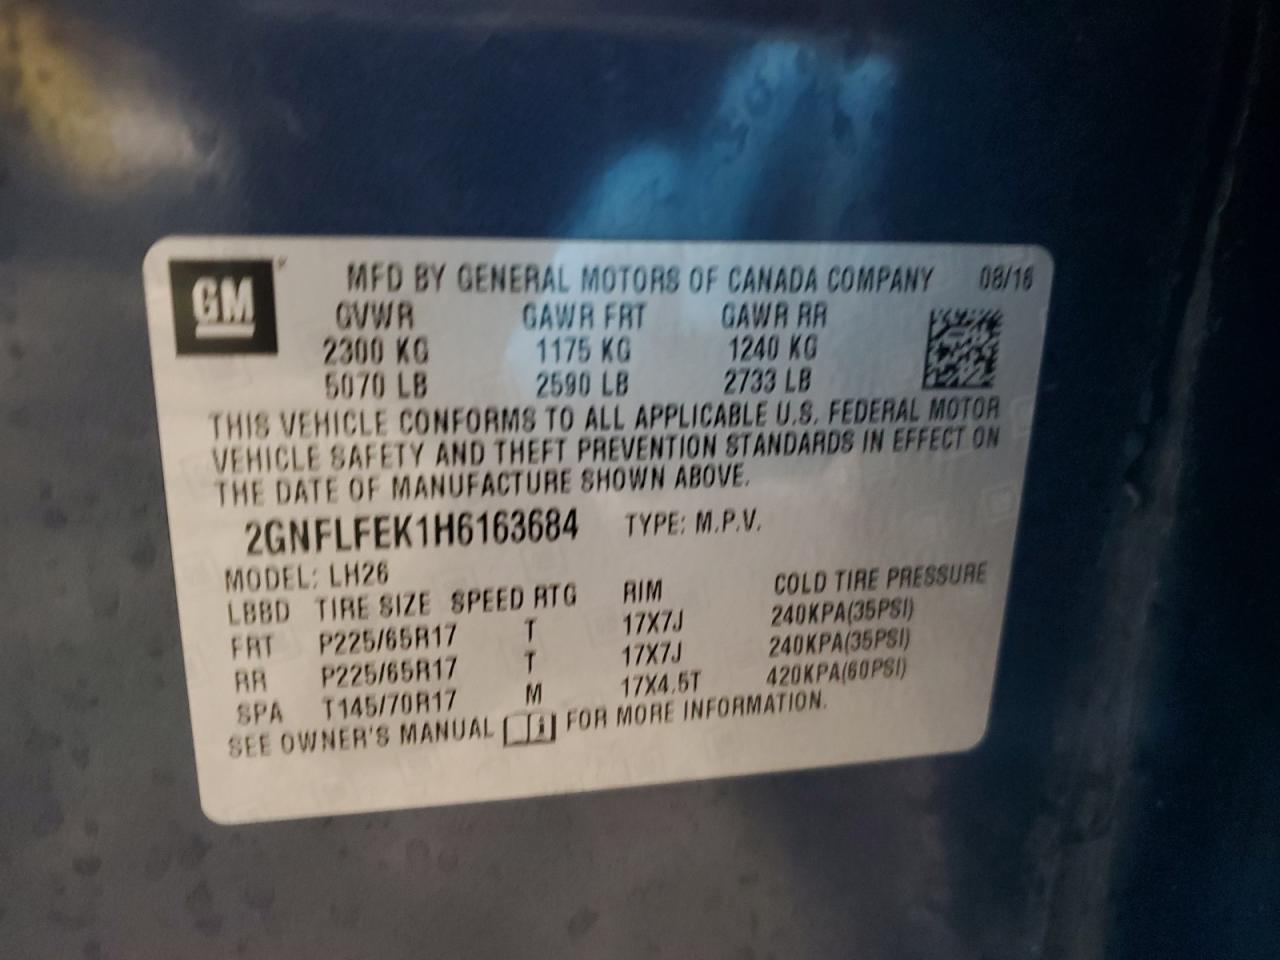 GM MFD BY GENERAL MOTORS OF CANADA COMPANY 08/16
GVWR GAWR FRT GAWR RR
2300 KG 1175 KG 1240 KG
5070 LB 2590 LB 2733 LB
THIS VEHICLE CONFORMS TO ALL APPLICABLE U.S. FEDERAL MOTOR
VEHICLE SAFETY AND THEFT PREVENTION STANDARDS IN EFFECT ON
THE DATE OF MANUFACTURE SHOWN ABOVE.
2GNFLFEK1H6163684 TYPE: M.P.V.
MODEL: LH26
LBBD TIRE SIZE SPEED RTG RIM COLD TIRE PRESSURE
FRT P225/65R17 T 17X7J 240KPA(35PSI)
RR P225/65R17 T 17X7J 240KPA(35PSI)
SPA T145/70R17 M 17X4.5T 420KPA(60PSI)
SEE OWNER'S MANUAL FOR MORE INFORMATION.